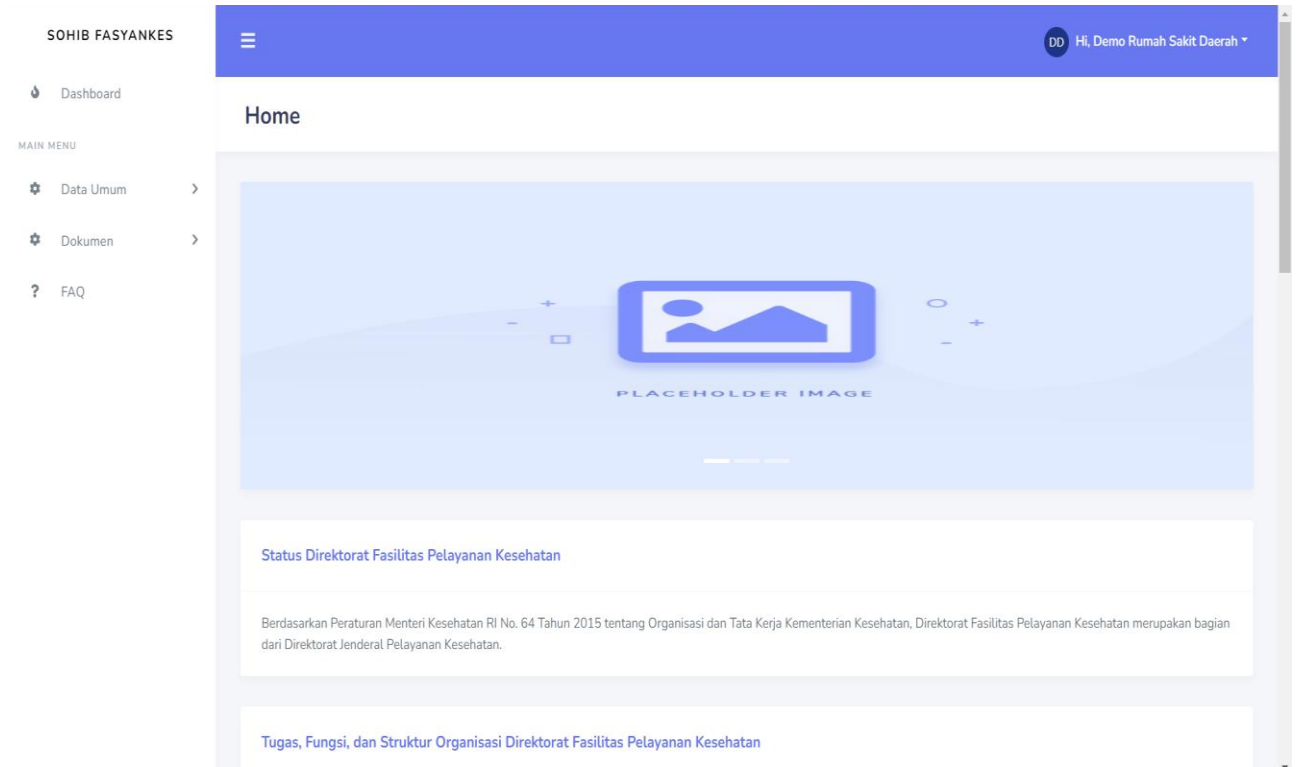 SOHIB FASYANKES
DD Hi, Demo Rumah Sakit Daerah
Dashboard
Home
MAIN MENU
Data Umum
Dokumen
? FAQ
PLACEHOLDER IMAGE
Status Direktorat Fasilitas Pelayanan Kesehatan
Berdasarkan Peraturan Menteri Kesehatan RI No. 64 Tahun 2015 tentang Organisasi dan Tata Kerja Kementerian Kesehatan, Direktorat Fasilitas Pelayanan Kesehatan merupakan bagian
dari Direktorat Jenderal Pelayanan Kesehatan.
Tugas, Fungsi, dan Struktur Organisasi Direktorat Fasilitas Pelayanan Kesehatan